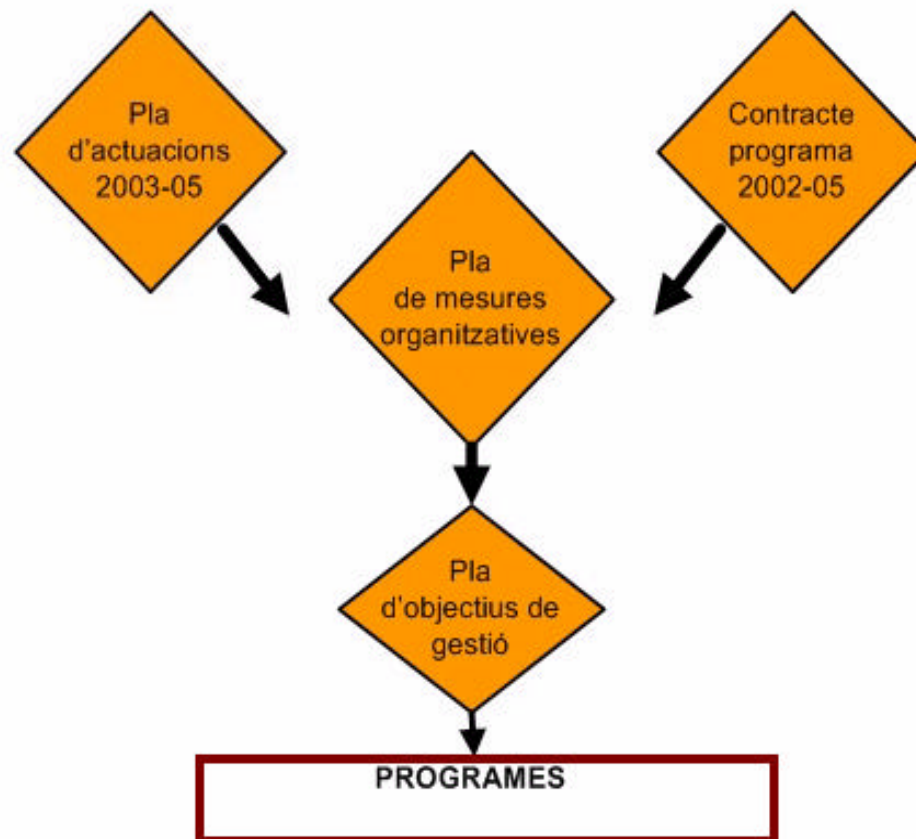 Pla
d'actuacions
2003-05
Contracte
programa
2002-05
Pla
de mesures
organitzatives
Pla
d'objectius de
gestió
PROGRAMES